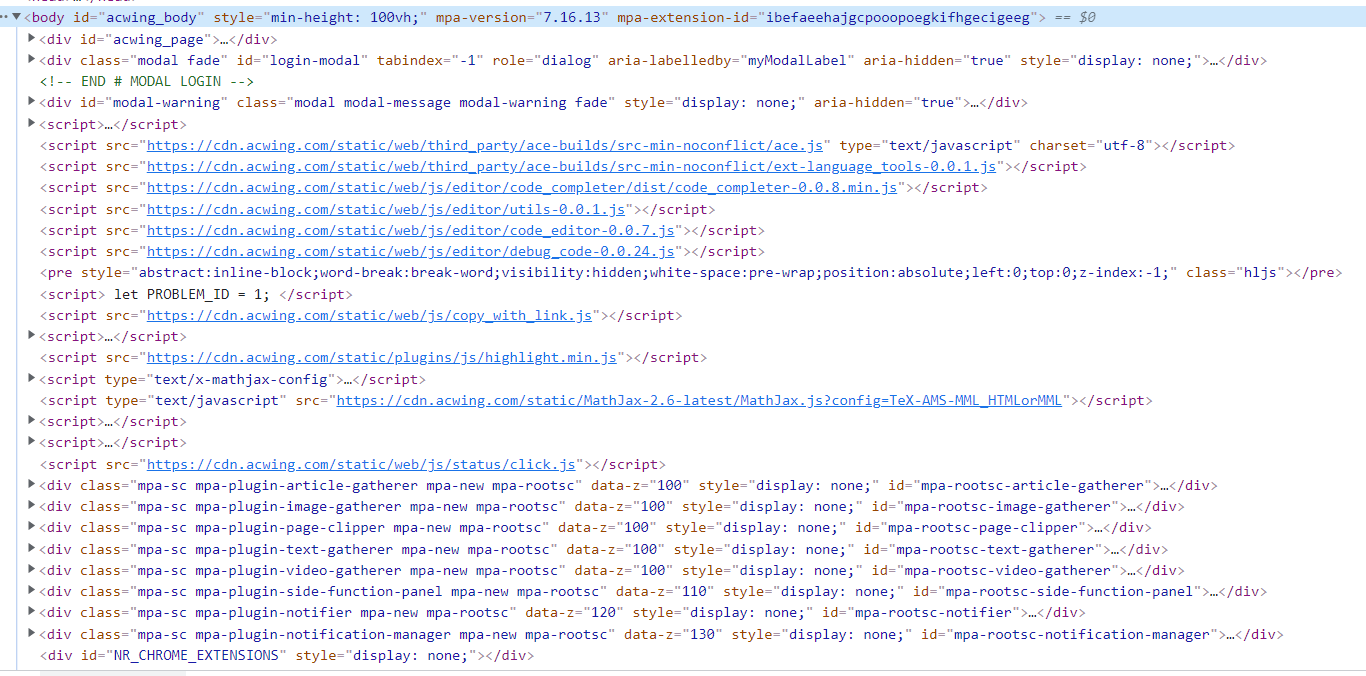 <body id="acwing_body" style="min-height: 100vh;" mpa-version="7.16.13" mpa-extension-id="ibefaeehajgcpooopoegkifhgecigeeg"> == $0
<div id="acwing_page">…</div>
<div class="modal fade" id="login-modal" tabindex="-1" role="dialog" aria-labelledby="myModalLabel" aria-hidden="true" style="display: none;">…</div>
<!-- END # MODAL LOGIN -->
<div id="modal-warning" class="modal modal-message modal-warning fade" style="display: none;" aria-hidden="true">…</div>
<script>…</script>
<script src="https://cdn.acwing.com/static/web/third_party/ace-builds/src-min-noconflict/ace.js" type="text/javascript" charset="utf-8"></script>
<script src="https://cdn.acwing.com/static/web/third_party/ace-builds/src-min-noconflict/ext-language_tools-0.0.1.js"></script>
<script src="https://cdn.acwing.com/static/web/js/editor/code_completer/dist/code_completer-0.0.8.min.js"></script>
<script src="https://cdn.acwing.com/static/web/js/editor/utils-0.0.1.js"></script>
<script src="https://cdn.acwing.com/static/web/js/editor/code_editor-0.0.7.js"></script>
<script src="https://cdn.acwing.com/static/web/js/editor/debug_code-0.0.24.js"></script>
<pre style="abstract:inline-block;word-break:break-word;visibility:hidden;white-space:pre-wrap;position:absolute;left:0;top:0;z-index:-1;" class="hljs"></pre>
<script> let PROBLEM_ID = 1; </script>
<script src="https://cdn.acwing.com/static/web/js/copy_with_link.js"></script>
<script>…</script>
<script src="https://cdn.acwing.com/static/plugins/js/highlight.min.js"></script>
<script type="text/x-mathjax-config">…</script>
<script type="text/javascript" src="https://cdn.acwing.com/static/MathJax-2.6-latest/MathJax.js?config=TeX-AMS-MML_HTMLorMML"></script>
<script>…</script>
<script>…</script>
<script src="https://cdn.acwing.com/static/web/js/status/click.js"></script>
<div class="mpa-sc mpa-plugin-article-gatherer mpa-new mpa-rootsc" data-z="100" style="display: none;" id="mpa-rootsc-article-gatherer">…</div>
<div class="mpa-sc mpa-plugin-image-gatherer mpa-new mpa-rootsc" data-z="100" style="display: none;" id="mpa-rootsc-image-gatherer">…</div>
<div class="mpa-sc mpa-plugin-page-clipper mpa-new mpa-rootsc" data-z="100" style="display: none;" id="mpa-rootsc-page-clipper">…</div>
<div class="mpa-sc mpa-plugin-text-gatherer mpa-new mpa-rootsc" data-z="100" style="display: none;" id="mpa-rootsc-text-gatherer">…</div>
<div class="mpa-sc mpa-plugin-video-gatherer mpa-new mpa-rootsc" data-z="100" style="display: none;" id="mpa-rootsc-video-gatherer">…</div>
<div class="mpa-sc mpa-plugin-side-function-panel mpa-new mpa-rootsc" data-z="110" style="display: none;" id="mpa-rootsc-side-function-panel">…</div>
<div class="mpa-sc mpa-plugin-notifier mpa-new mpa-rootsc" data-z="120" style="display: none;" id="mpa-rootsc-notifier">…</div>
<div class="mpa-sc mpa-plugin-notification-manager mpa-new mpa-rootsc" data-z="130" style="display: none;" id="mpa-rootsc-notification-manager">…</div>
<div id="NR_CHROME_EXTENSIONS" style="display: none;"></div>